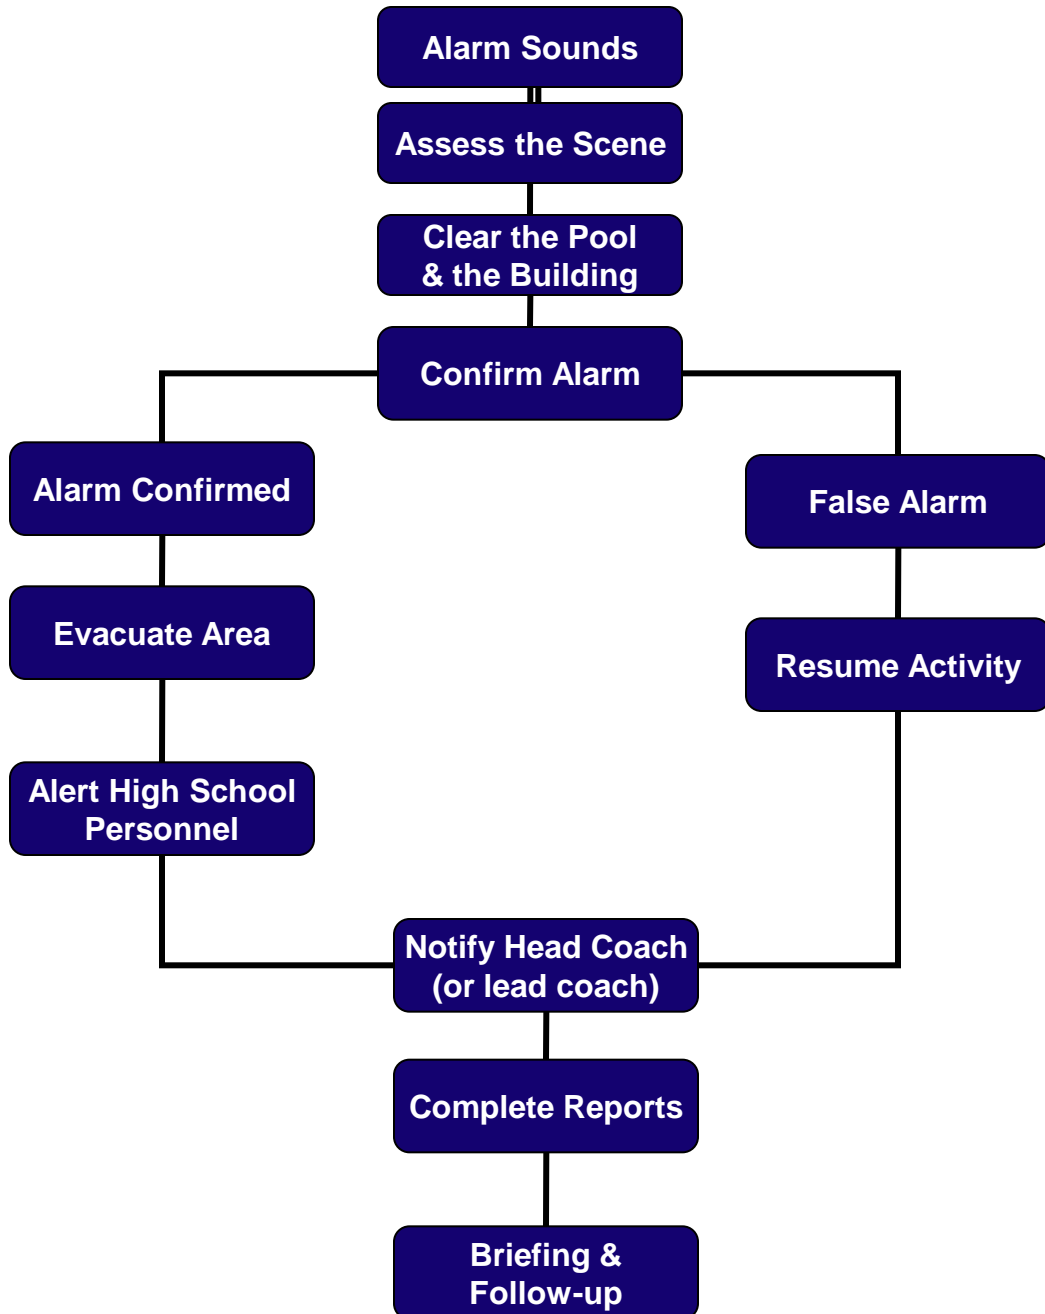 Alarm Sounds
Assess the Scene
Clear the Pool
& the Building
Confirm Alarm
Alarm Confirmed
False Alarm
Evacuate Area
Resume Activity
Alert High School
Personnel
Notify Head Coach
(or lead coach)
Complete Reports
Briefing &
Follow-up